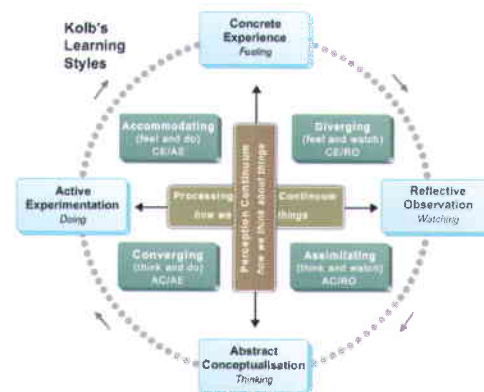 Kolb's
Learning
Styles
Concrete
Experience
Feeling
Accommodating
(feel and do)
CE/AE
Diverging
(feel and watch)
CE/RO
Active
Experimentation
Doing
Processing Continuum
how we things
Perception Continuum
how we think about things
Reflective
Observation
Watching
Converging
(think and do)
AC/AE
Assimilating
(think and watch)
AC/RO
Abstract
Conceptualisation
Thinking